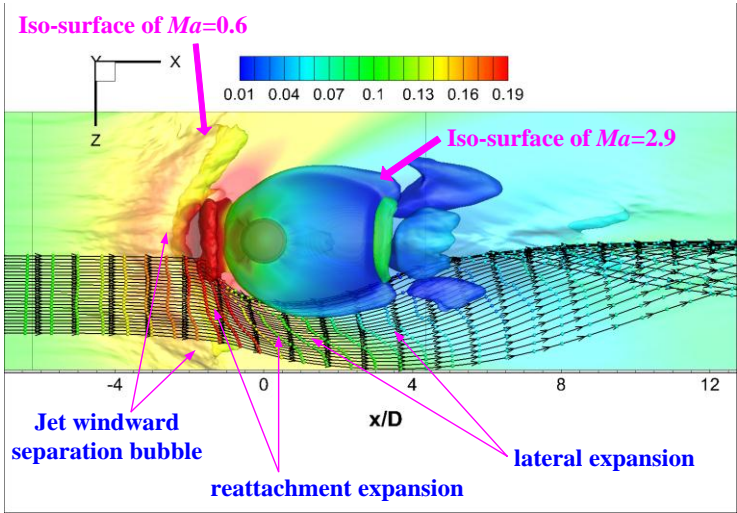 Iso-surface of Ma=0.6
Y X
Z
0.01 0.04 0.07 0.1 0.13 0.16 0.19
Iso-surface of Ma=2.9
-4 0 4 8 12
x/D
Jet windward
separation bubble
reattachment expansion
lateral expansion